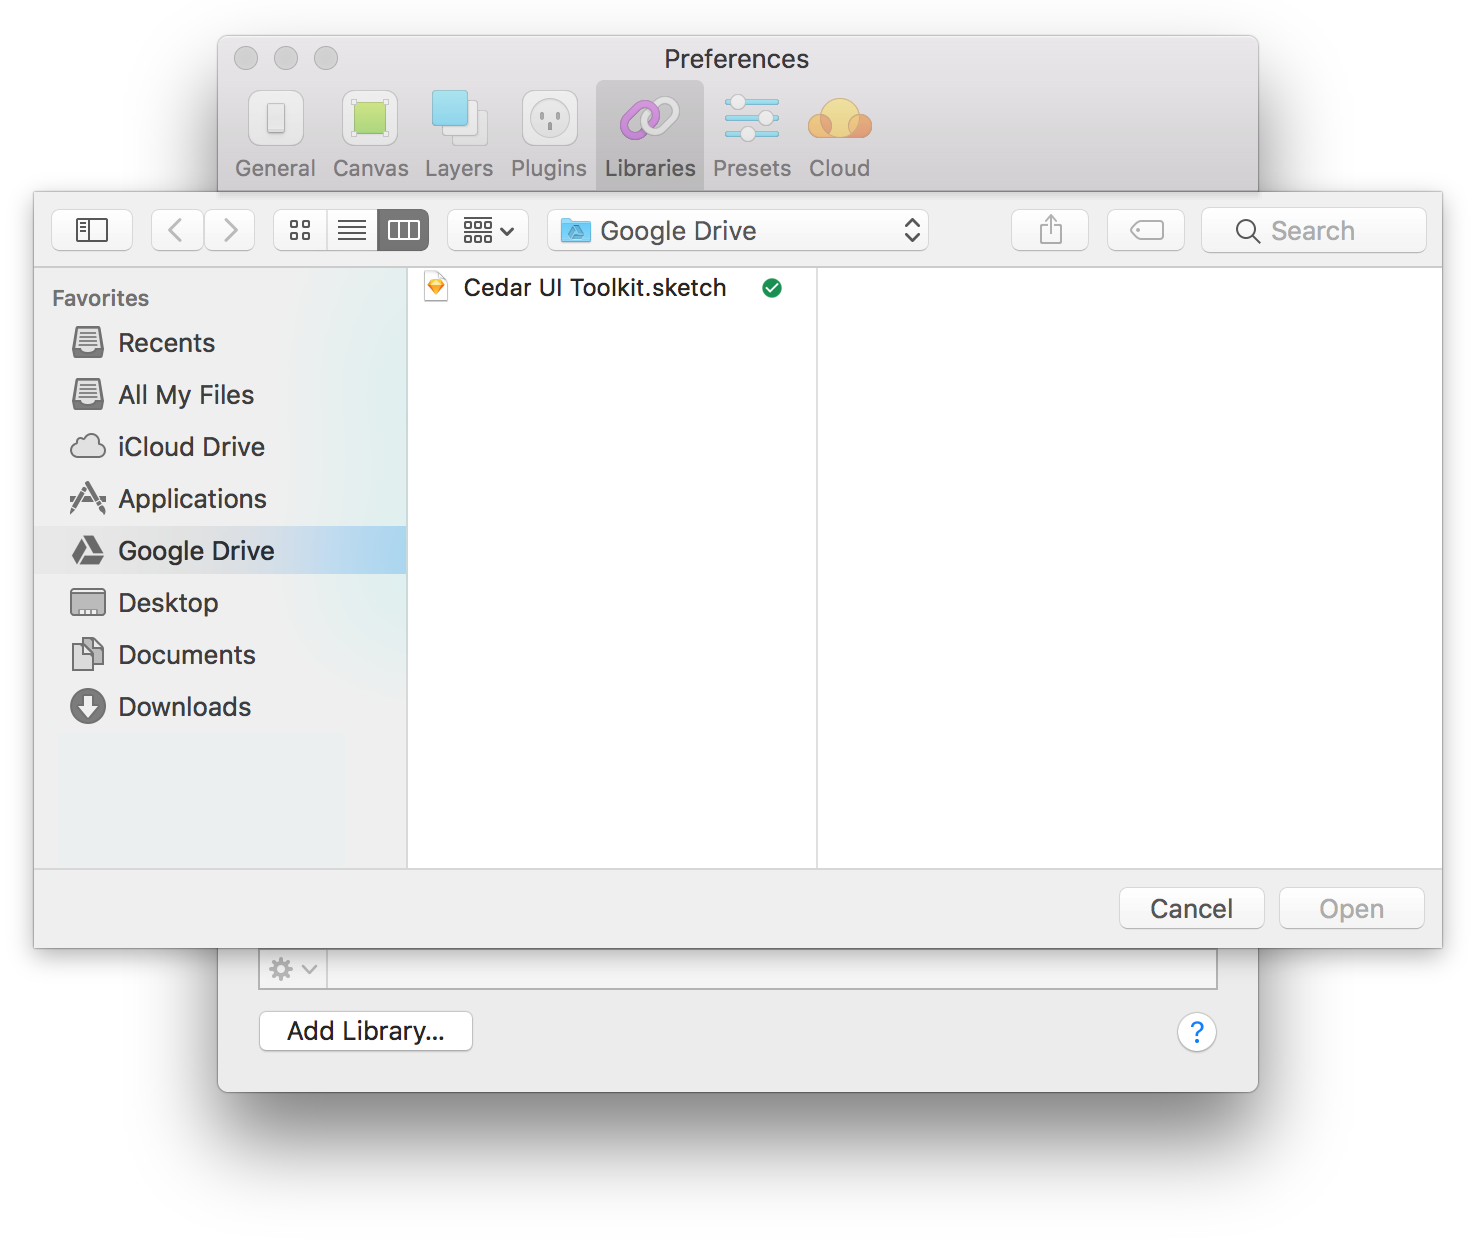 Preferences
General Canvas Layers Plugins Libraries Presets Cloud
Google Drive Search
Favorites
Cedar UI Toolkit.sketch
Recents
All My Files
iCloud Drive
Applications
Google Drive
Desktop
Documents
Downloads
Cancel Open
Add Library...
?